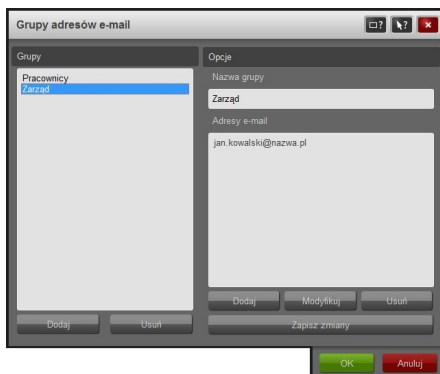 Grupy adresów e-mail
Grupy
Pracownicy
Zarząd
Dodaj Usuń
Opcje
Nazwa grupy
Zarząd
Adresy e-mail
jan.kowalski@nazwa.pl
Dodaj Modyfikuj Usuń
Zapisz zmiany
OK Anuluj